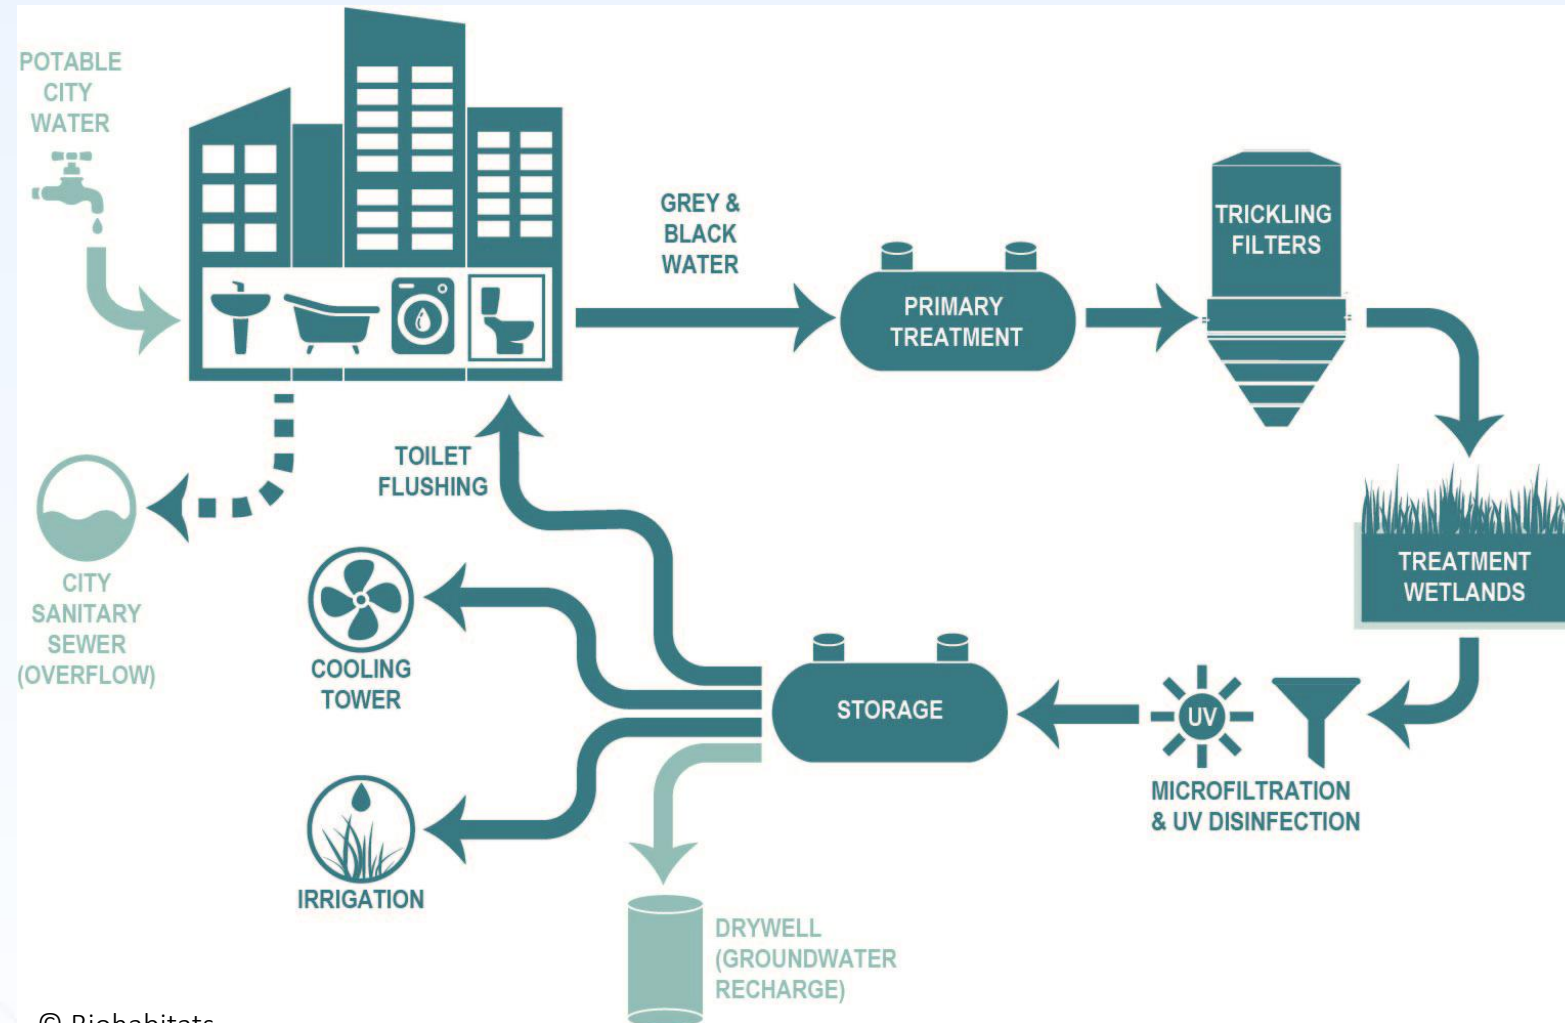 POTABLE
CITY
WATER
GREY &
BLACK
WATER
PRIMARY
TREATMENT
TRICKLING
FILTERS
TOILET
FLUSHING
CITY
SANITARY
SEWER
(OVERFLOW)
COOLING
TOWER
STORAGE
UV
TREATMENT
WETLANDS
MICROFILTRATION
& UV DISINFECTION
IRRIGATION
DRYWELL
(GROUNDWATER
RECHARGE)
© Biohabitats